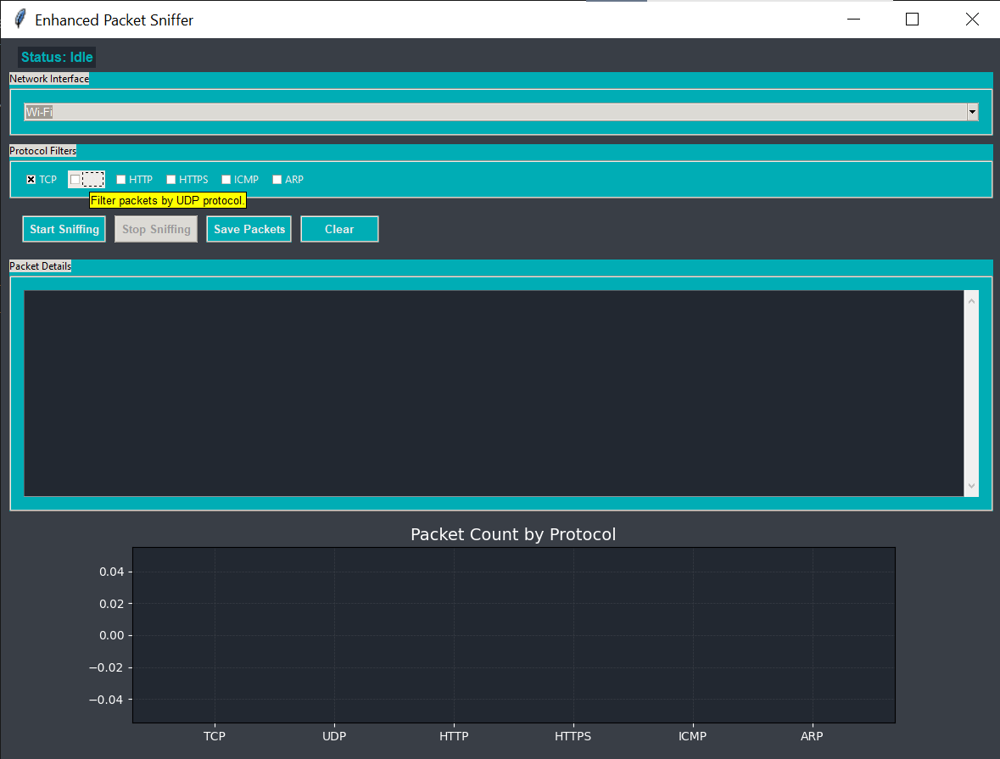 Enhanced Packet Sniffer
Status: Idle
Network Interface
Wi-Fi
Protocol Filters
TCP HTTP HTTPS ICMP ARP
Filter packets by UDP protocol.
Start Sniffing Stop Sniffing Save Packets Clear
Packet Details
Packet Count by Protocol
0.04
0.02
0.00
−0.02
−0.04
TCP UDP HTTP HTTPS ICMP ARP